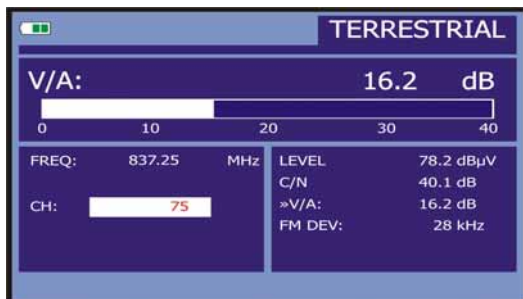 TERRESTRIAL
V/A: 16.2 dB
0 10 20 30 40
FREQ: 837.25 MHz
CH: 75
LEVEL 78.2 dBµV
C/N 40.1 dB
»V/A: 16.2 dB
FM DEV: 28 kHz